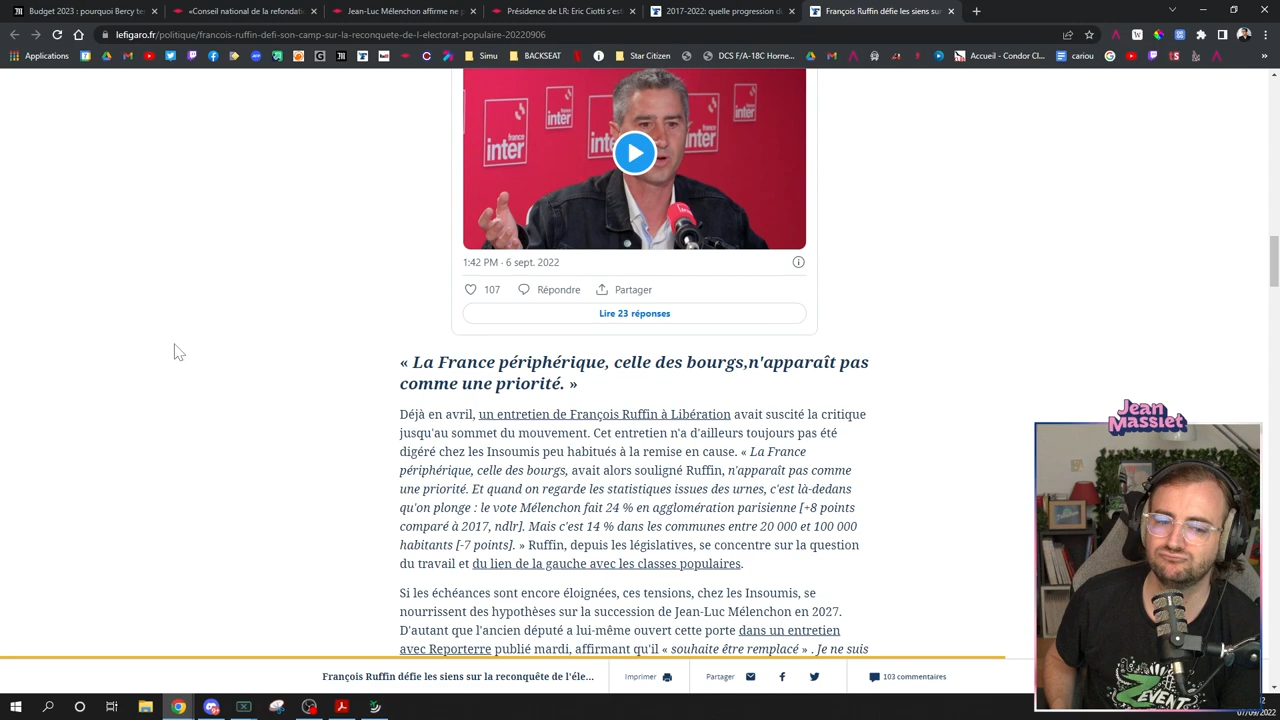 Budget 2023 : pourquoi Bercy te
«Conseil national de la refondati
Jean-Luc Mélenchon affirme ne p
Présidence de LR: Eric Ciotti s'est
2017-2022: quelle progression du
François Ruffin défie les siens sur
lefigaro.fr/politique/francois-ruffin-defi-son-camp-sur-la-reconquete-de-l-electorat-populaire-20220906
Applications
Simu
BACKSEAT
Star Citizen
DCS F/A-18C Horne...
Accueil - Condor Cl...
cariou
france inter
inter
inter
inter
1:42 PM · 6 sept. 2022
107
Répondre
Partager
Lire 23 réponses
« La France périphérique, celle des bourgs,n'apparaît pas
comme une priorité. »
Déjà en avril, un entretien de François Ruffin à Libération avait suscité la critique
jusqu'au sommet du mouvement. Cet entretien n'a d'ailleurs toujours pas été
digéré chez les Insoumis peu habitués à la remise en cause. « La France
périphérique, celle des bourgs, avait alors souligné Ruffin, n'apparaît pas comme
une priorité. Et quand on regarde les statistiques issues des urnes, c'est là-dedans
qu'on plonge : le vote Mélenchon fait 24 % en agglomération parisienne [+8 points
comparé à 2017, ndlr]. Mais c'est 14 % dans les communes entre 20 000 et 100 000
habitants [-7 points]. » Ruffin, depuis les législatives, se concentre sur la question
du travail et du lien de la gauche avec les classes populaires.
Si les échéances sont encore éloignées, ces tensions, chez les Insoumis, se
nourrissent des hypothèses sur la succession de Jean-Luc Mélenchon en 2027.
D'autant que l'ancien député a lui-même ouvert cette porte dans un entretien
avec Reporterre publié mardi, affirmant qu'il « souhaite être remplacé » . Je ne suis
François Ruffin défie les siens sur la reconquête de l'éle...
Imprimer
Partager
103 commentaires
Jean
Massiet
ZEVENT
07/09/2022